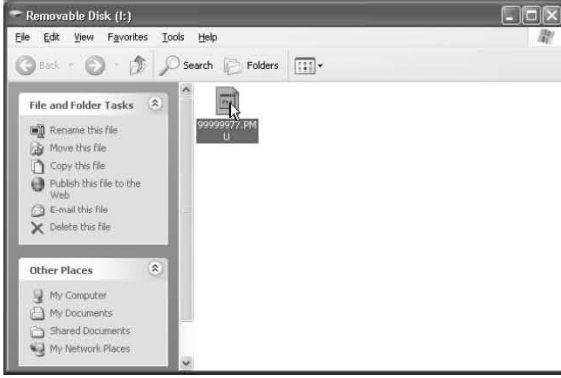 Removable Disk (I:)
File Edit View Favorites Tools Help
Back Search Folders
File and Folder Tasks
Rename this file
Move this file
Copy this file
Publish this file to the
Web
E-mail this file
Delete this file
Other Places
My Computer
My Documents
Shared Documents
My Network Places
99999977.PM
U